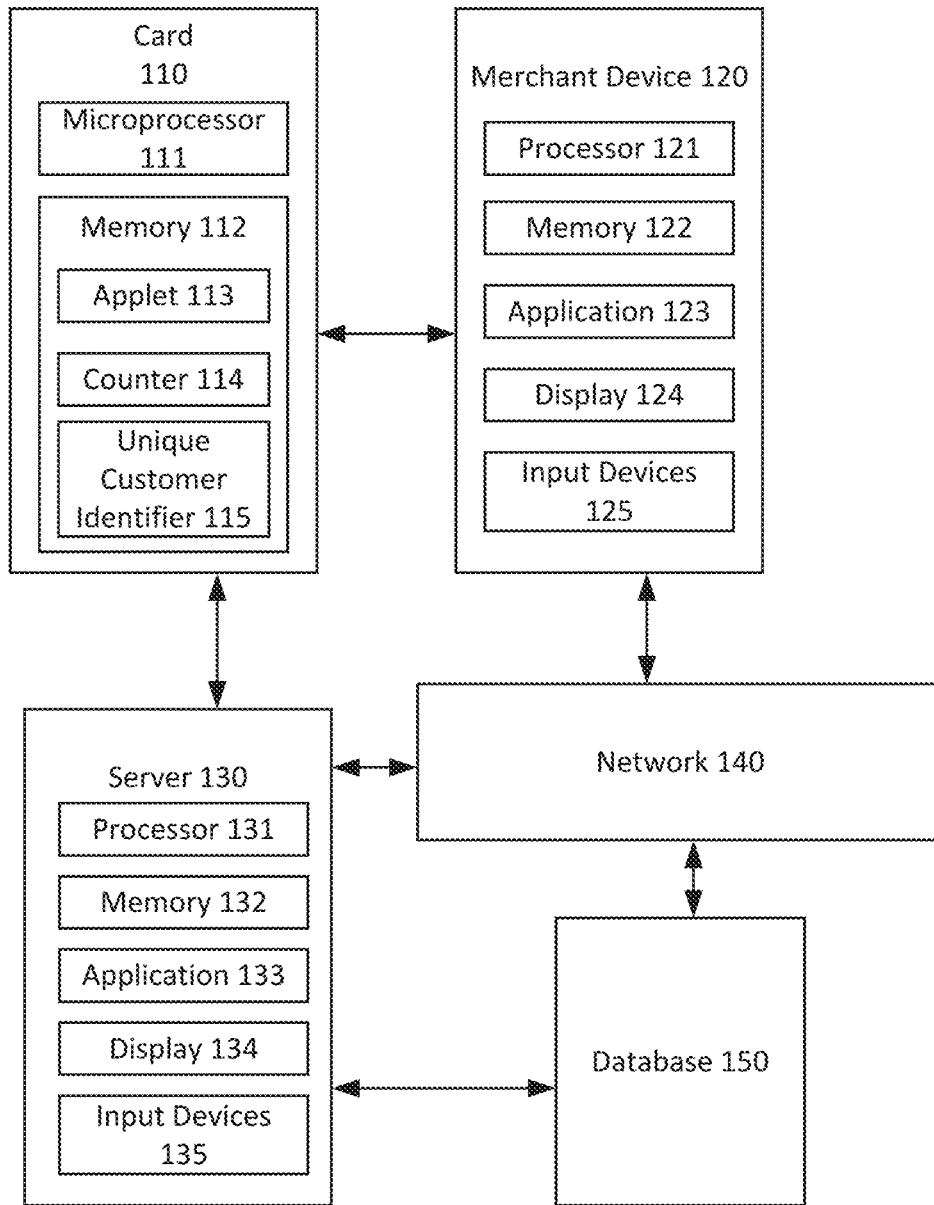 Card
110
Microprocessor
111
Memory 112
Applet 113
Counter 114
Unique
Customer
Identifier 115
Merchant Device 120
Processor 121
Memory 122
Application 123
Display 124
Input Devices
125
Server 130
Processor 131
Memory 132
Application 133
Display 134
Input Devices
135
Network 140
Database 150